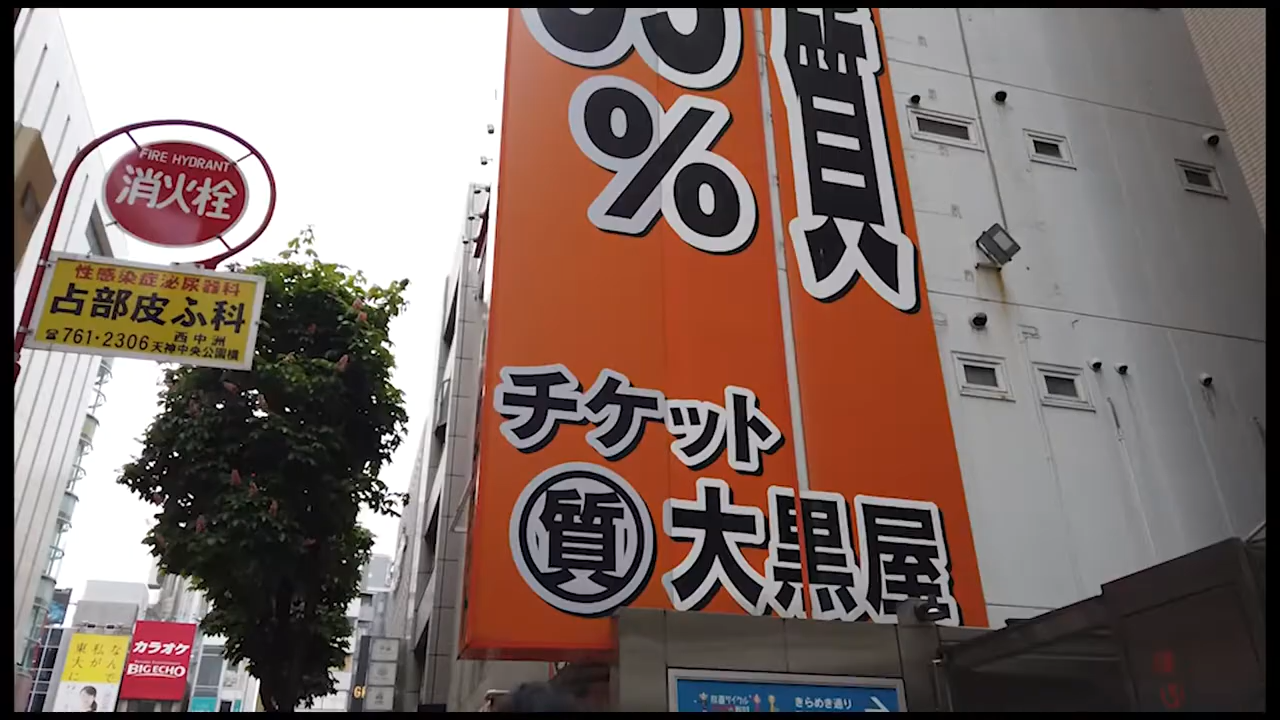 FIRE HYDRANT
消火栓
性感染症泌尿器科
占部皮ふ科
☎761・2306
西中洲
天神中央公園横
%
質
チケット
質 大黒屋
なんで
私が
東大に
カラオケ
BIG ECHO
きらめき通り